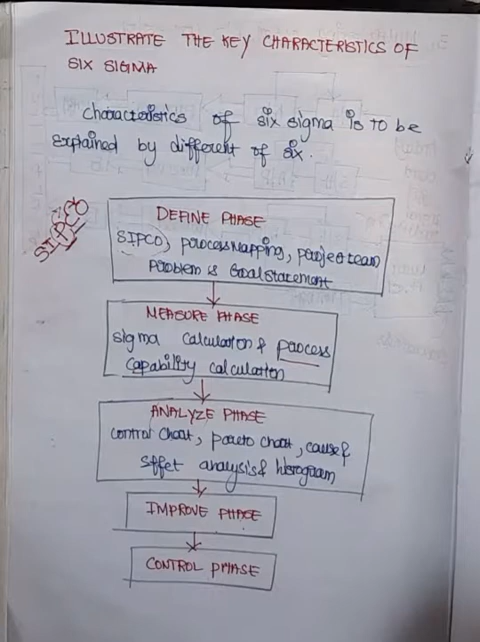 ILLUSTRATE THE KEY CHARACTERISTICS OF
SIX SIGMA
characteristics of six sigma is to be
explained by different of six.
DEFINE PHASE
SIPCO, process Mapping, project team
Problem is Goal Statement
MEASURE PHASE
sigma calculation & process
capability calculation
ANALYZE PHASE
control chart, pareto chart, cause &
effet analysis & histogram
IMPROVE PHASE
CONTROL PHASE